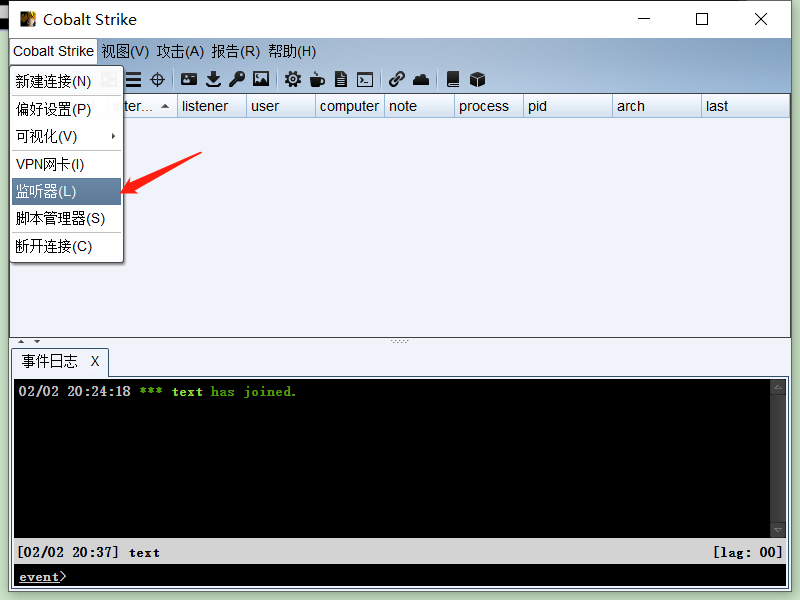 Cobalt Strike
Cobalt Strike 视图(V) 攻击(A) 报告(R) 帮助(H)
新建连接(N)
偏好设置(P)
可视化(V)
VPN网卡(I)
监听器(L)
脚本管理器(S)
断开连接(C)
ter... listener user computer note process pid arch last
事件日志 X
02/02 20:24:18 *** text has joined.
[02/02 20:37] text [lag: 00]
event>